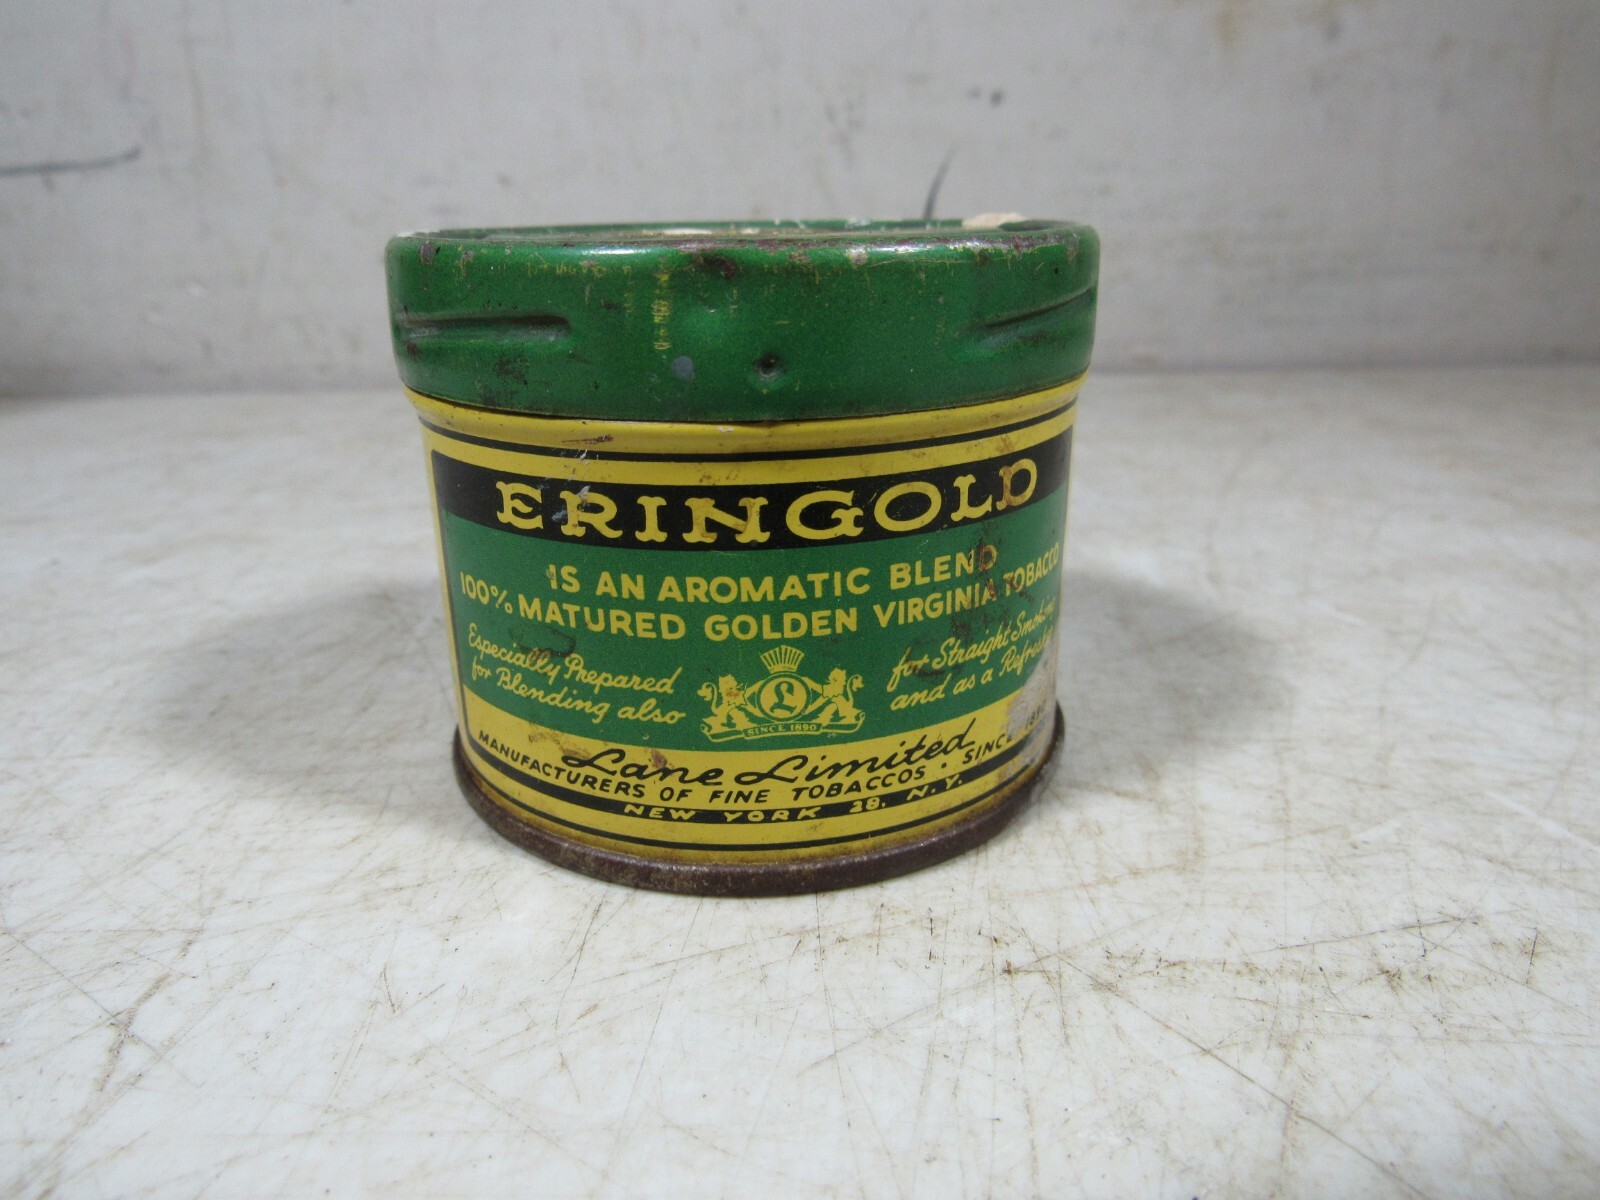 ERINGOLD
IS AN AROMATIC BLEND
100% MATURED GOLDEN VIRGINIA TOBACCO
Especially Prepared
for Blending also
for Straight Smoking
and as a
L
SINCE 1890
Lane Limited
MANUFACTURERS OF FINE TOBACCOS · SINCE 1890
NEW YORK 28, N.Y.